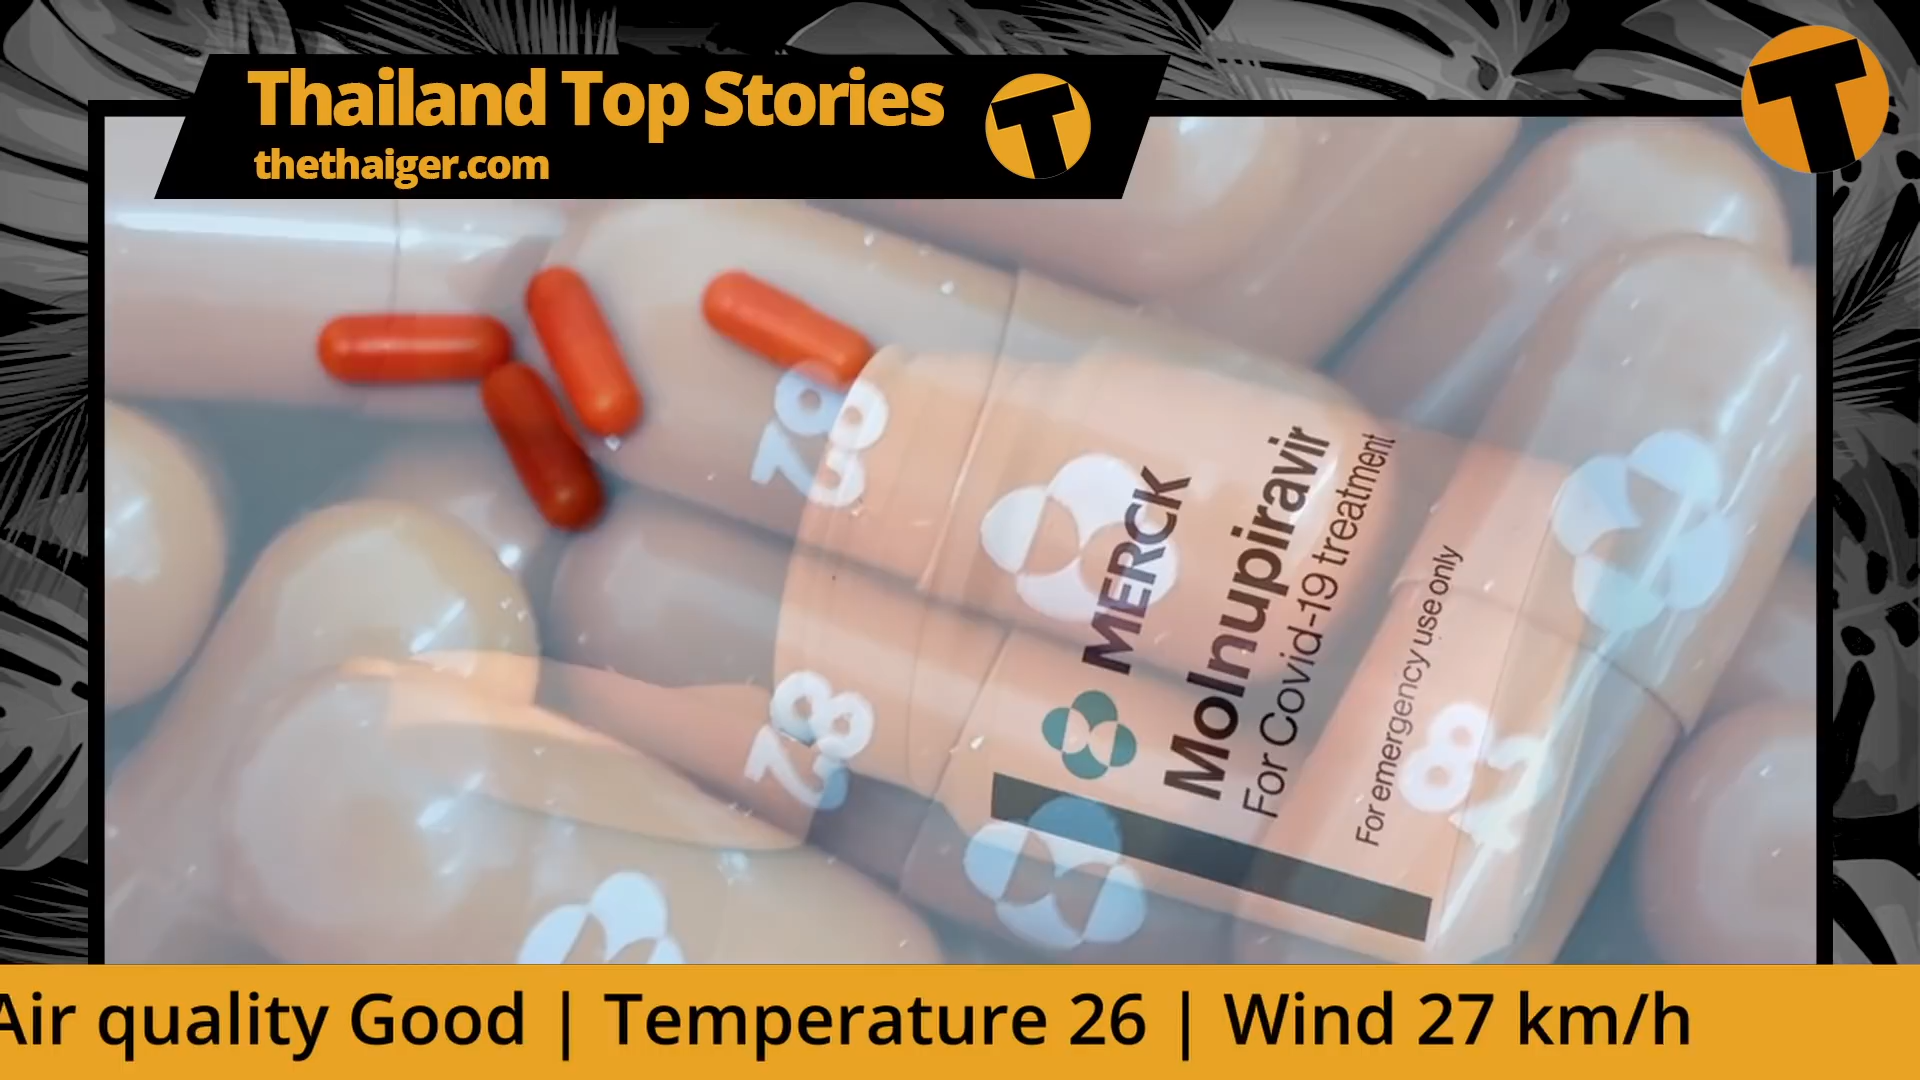 Thailand Top Stories
thethaiger.com
T
T
MERCK
Molnupiravir
For Covid-19 treatment
For emergency use only
Air quality Good | Temperature 26 | Wind 27 km/h